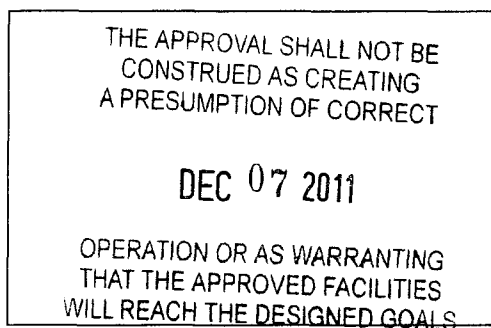 THE APPROVAL SHALL NOT BE
CONSTRUED AS CREATING
A PRESUMPTION OF CORRECT
DEC 07 2011
OPERATION OR AS WARRANTING
THAT THE APPROVED FACILITIES
WILL REACH THE DESIGNED GOALS